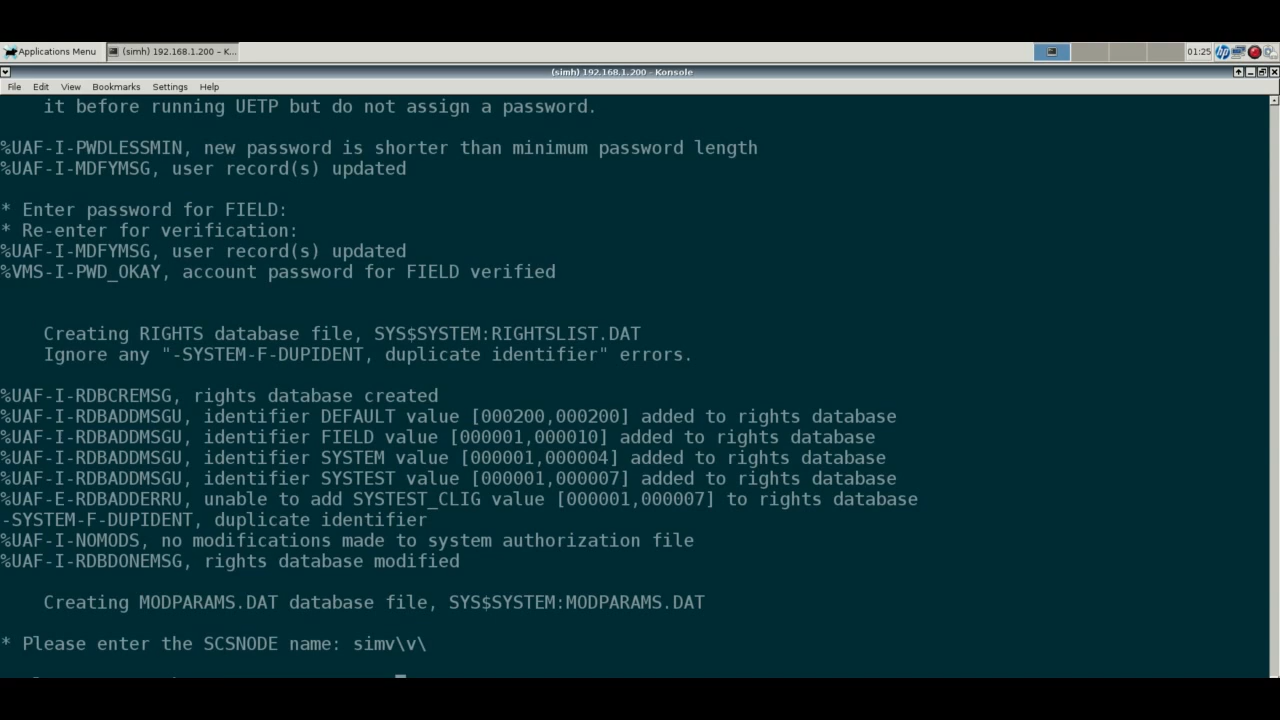 Applications Menu
(simh) 192.168.1.200 – K...
01:25
(simh) 192.168.1.200 – Konsole
File Edit View Bookmarks Settings Help
it before running UETP but do not assign a password.
%UAF-I-PWDLESSMIN, new password is shorter than minimum password length
%UAF-I-MDFYMSG, user record(s) updated
* Enter password for FIELD:
* Re-enter for verification:
%UAF-I-MDFYMSG, user record(s) updated
%VMS-I-PWD_OKAY, account password for FIELD verified
Creating RIGHTS database file, SYS$SYSTEM:RIGHTSLIST.DAT
Ignore any "-SYSTEM-F-DUPIDENT, duplicate identifier" errors.
%UAF-I-RDBCREMSG, rights database created
%UAF-I-RDBADDMSGU, identifier DEFAULT value [000200,000200] added to rights database
%UAF-I-RDBADDMSGU, identifier FIELD value [000001,000010] added to rights database
%UAF-I-RDBADDMSGU, identifier SYSTEM value [000001,000004] added to rights database
%UAF-I-RDBADDMSGU, identifier SYSTEST value [000001,000007] added to rights database
%UAF-E-RDBADDERRU, unable to add SYSTEST_CLIG value [000001,000007] to rights database
-SYSTEM-F-DUPIDENT, duplicate identifier
%UAF-I-NOMODS, no modifications made to system authorization file
%UAF-I-RDBDONEMSG, rights database modified
Creating MODPARAMS.DAT database file, SYS$SYSTEM:MODPARAMS.DAT
* Please enter the SCSNODE name: simv\v\